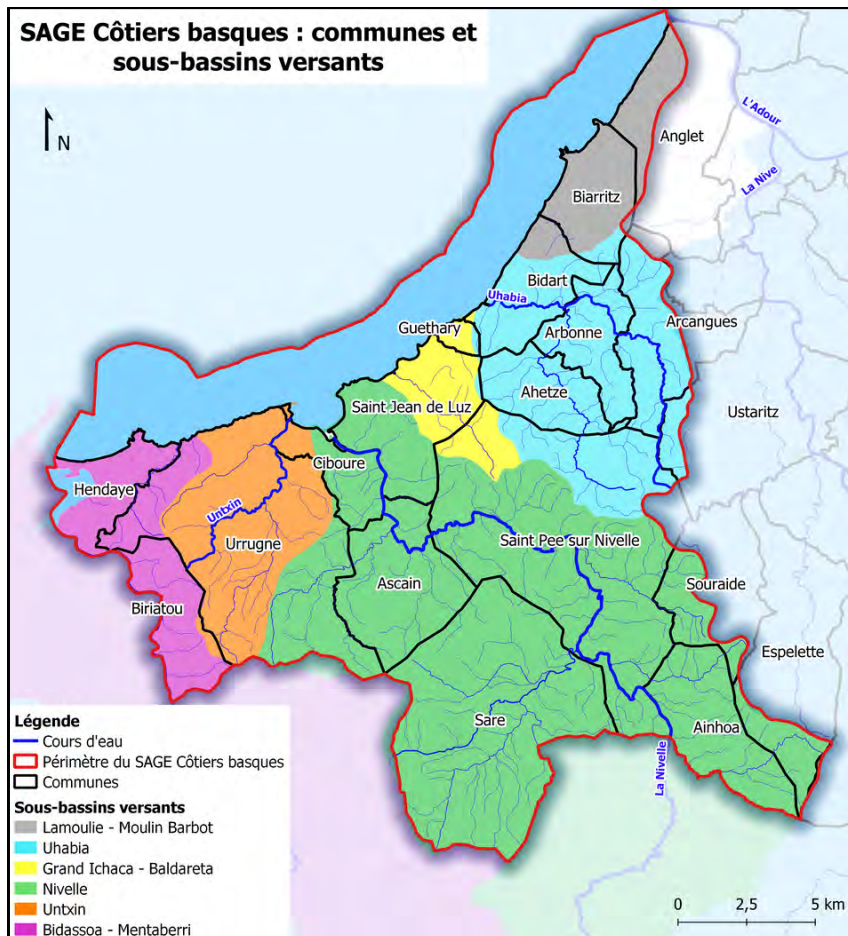 SAGE Côtiers basques : communes et
sous-bassins versants
N
L'Adour
Anglet
La Nive
Biarritz
Bidart
Uhabia
Guethary
Arbonne
Arcangues
Ahetze
Ustaritz
Saint Jean de Luz
Ciboure
Hendaye
Untxin
Urrugne
Saint Pee sur Nivelle
Ascain
Souraide
Biriatou
Espelette
Sare
Ainhoa
La Nivelle
Légende
Cours d'eau
Périmètre du SAGE Côtiers basques
Communes
Sous-bassins versants
Lamoulie - Moulin Barbot
Uhabia
Grand Ichaca - Baldareta
Nivelle
Untxin
Bidassoa - Mentaberri
0 2,5 5 km